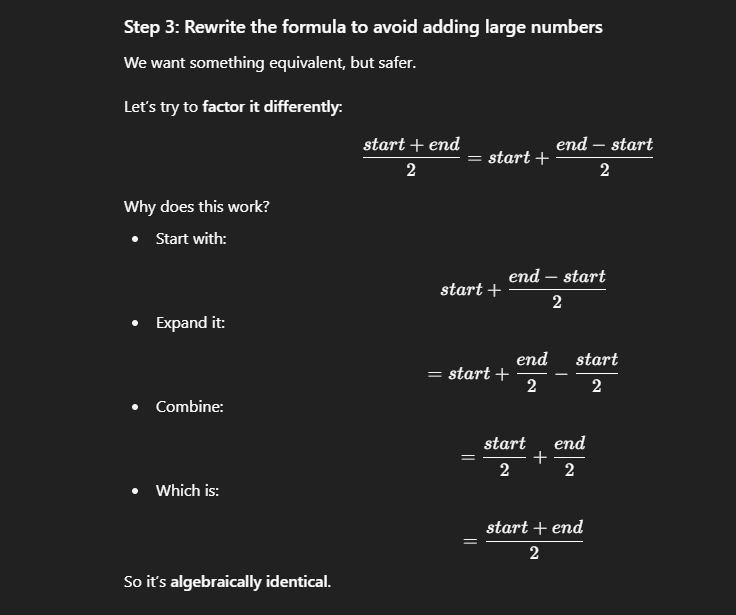 Step 3: Rewrite the formula to avoid adding large numbers
We want something equivalent, but safer.
Let's try to factor it differently:
\frac{start + end}{2} = start + \frac{end - start}{2}
Why does this work?
• Start with:
start + \frac{end - start}{2}
• Expand it:
= start + \frac{end}{2} - \frac{start}{2}
• Combine:
= \frac{start}{2} + \frac{end}{2}
• Which is:
= \frac{start + end}{2}
So it's algebraically identical.